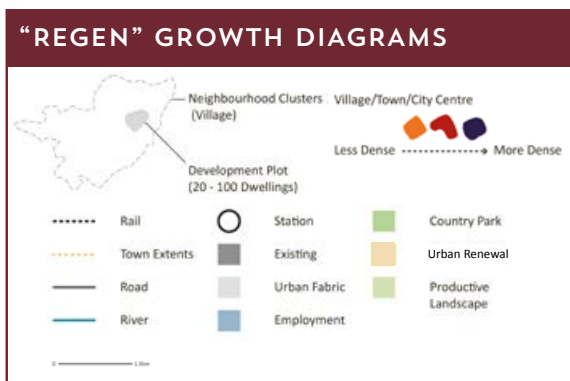 “REGEN” GROWTH DIAGRAMS
Neighbourhood Clusters
(Village)
Village/Town/City Centre
Less Dense
More Dense
Development Plot
(20 - 100 Dwellings)
Rail
Station
Country Park
Town Extents
Existing
Urban Renewal
Road
Urban Fabric
Productive
Landscape
River
Employment
0